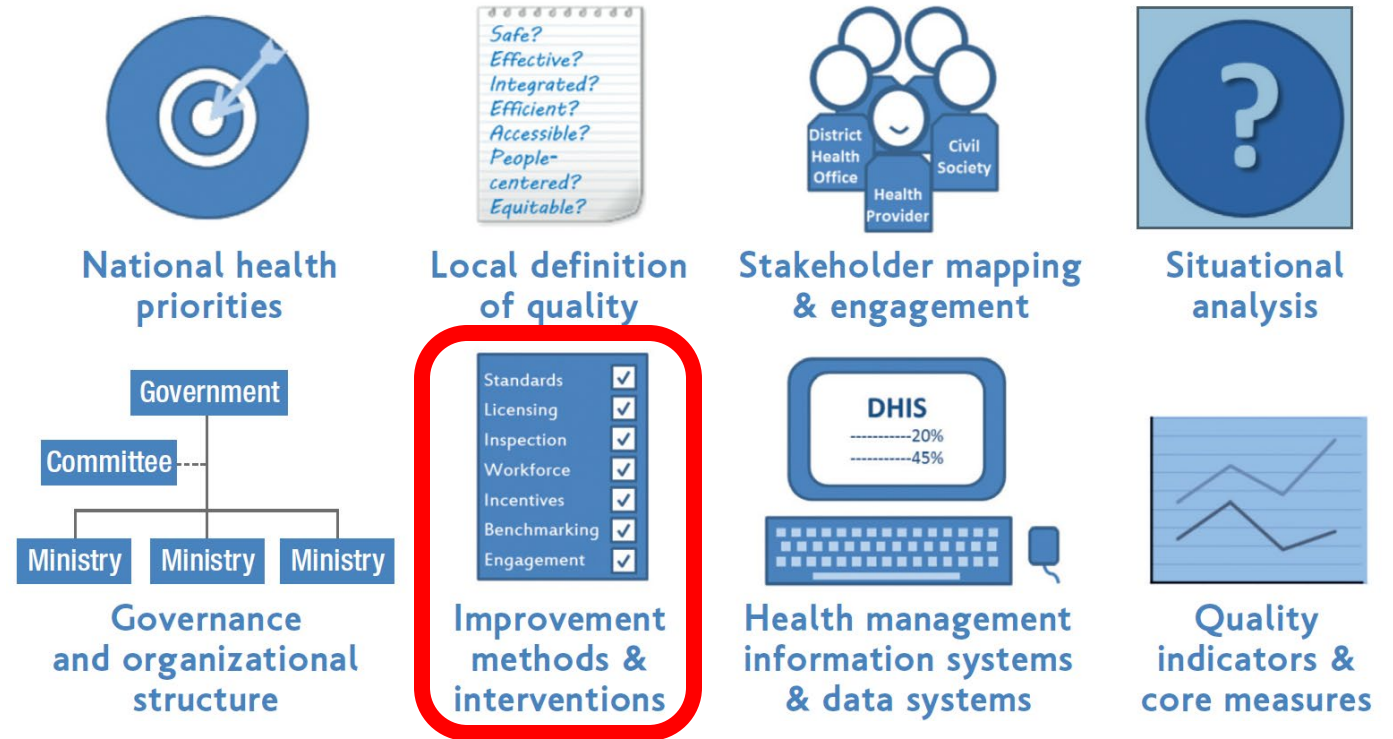 Safe?
Effective?
Integrated?
Efficient?
Accessible?
People-
centered?
Equitable?
District
Health
Office
Civil
Society
Health
Provider
?
National health
priorities
Local definition
of quality
Stakeholder mapping
& engagement
Situational
analysis
Government
Committee
Ministry
Ministry
Ministry
Standards
Licensing
Inspection
Workforce
Incentives
Benchmarking
Engagement
DHIS
-----------20%
-----------45%
Governance
and organizational
structure
Improvement
methods &
interventions
Health management
information systems
& data systems
Quality
indicators &
core measures